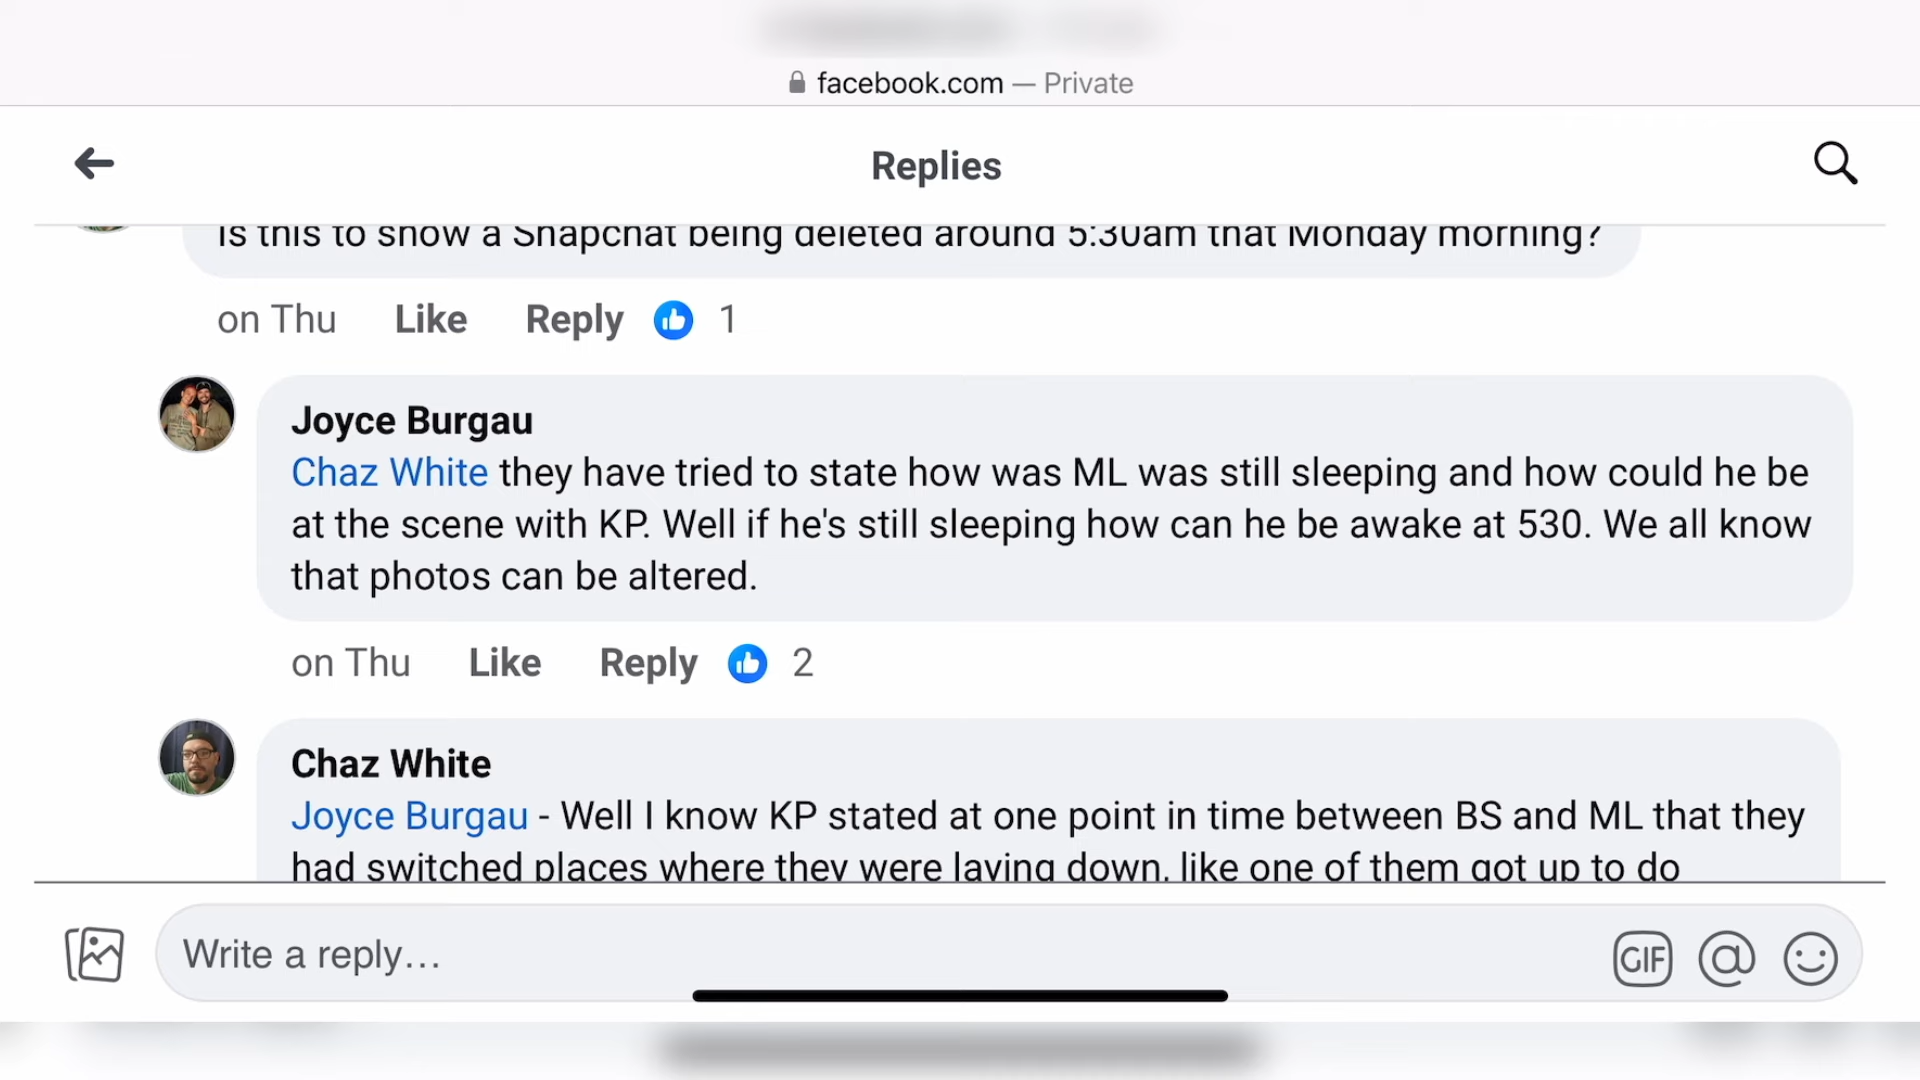 facebook.com — Private
Replies
Is this to show a Snapchat being deleted around 5:30am that Monday morning?
on Thu Like Reply 1
Joyce Burgau
Chaz White they have tried to state how was ML was still sleeping and how could he be
at the scene with KP. Well if he's still sleeping how can he be awake at 530. We all know
that photos can be altered.
on Thu Like Reply 2
Chaz White
Joyce Burgau - Well I know KP stated at one point in time between BS and ML that they
had switched places where they were laying down, like one of them got up to do
Write a reply...
GIF